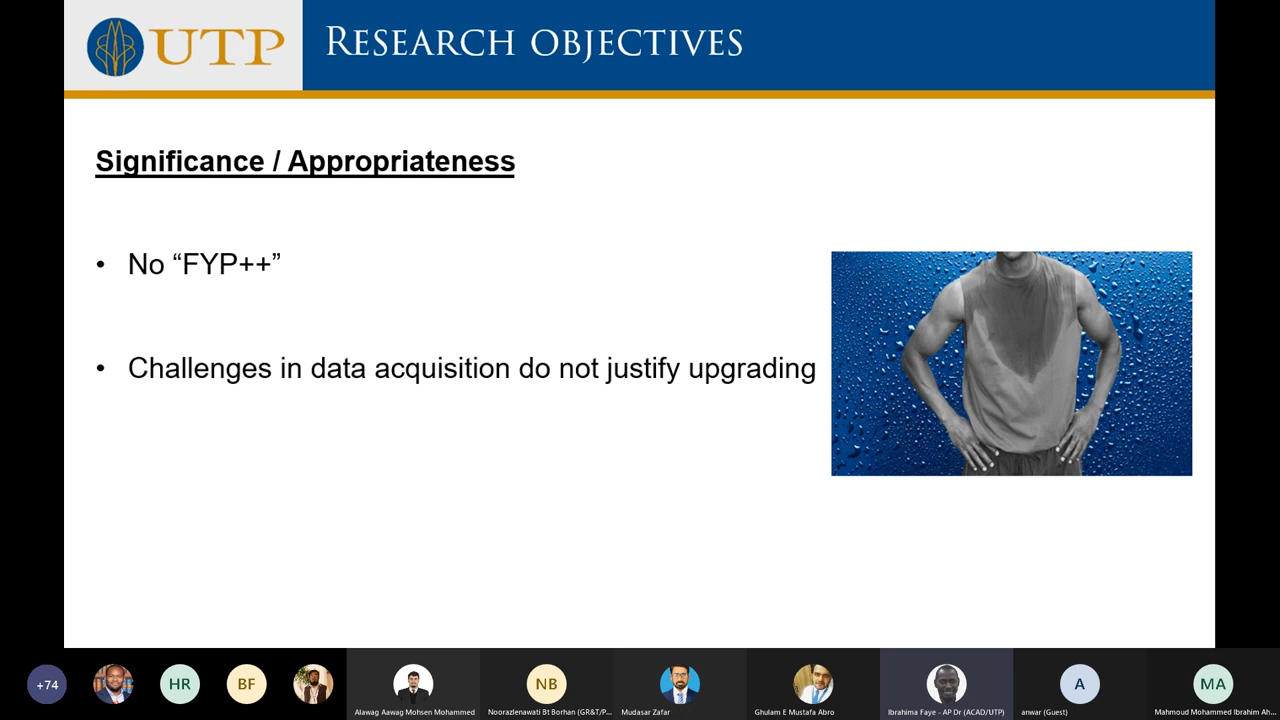 UTP
RESEARCH OBJECTIVES
Significance / Appropriateness
• No “FYP++”
• Challenges in data acquisition do not justify upgrading
+74
HR
BF
Alawag Aawag Mohsen Mohammed
NB
Noorazlenawati Bt Borhan (GR&T/P...
Mudasar Zafar
Ghulam E Mustafa Abro
Ibrahima Faye - AP Dr (ACAD/UTP)
A
anwar (Guest)
MA
Mahmoud Mohammed Ibrahim Ah...